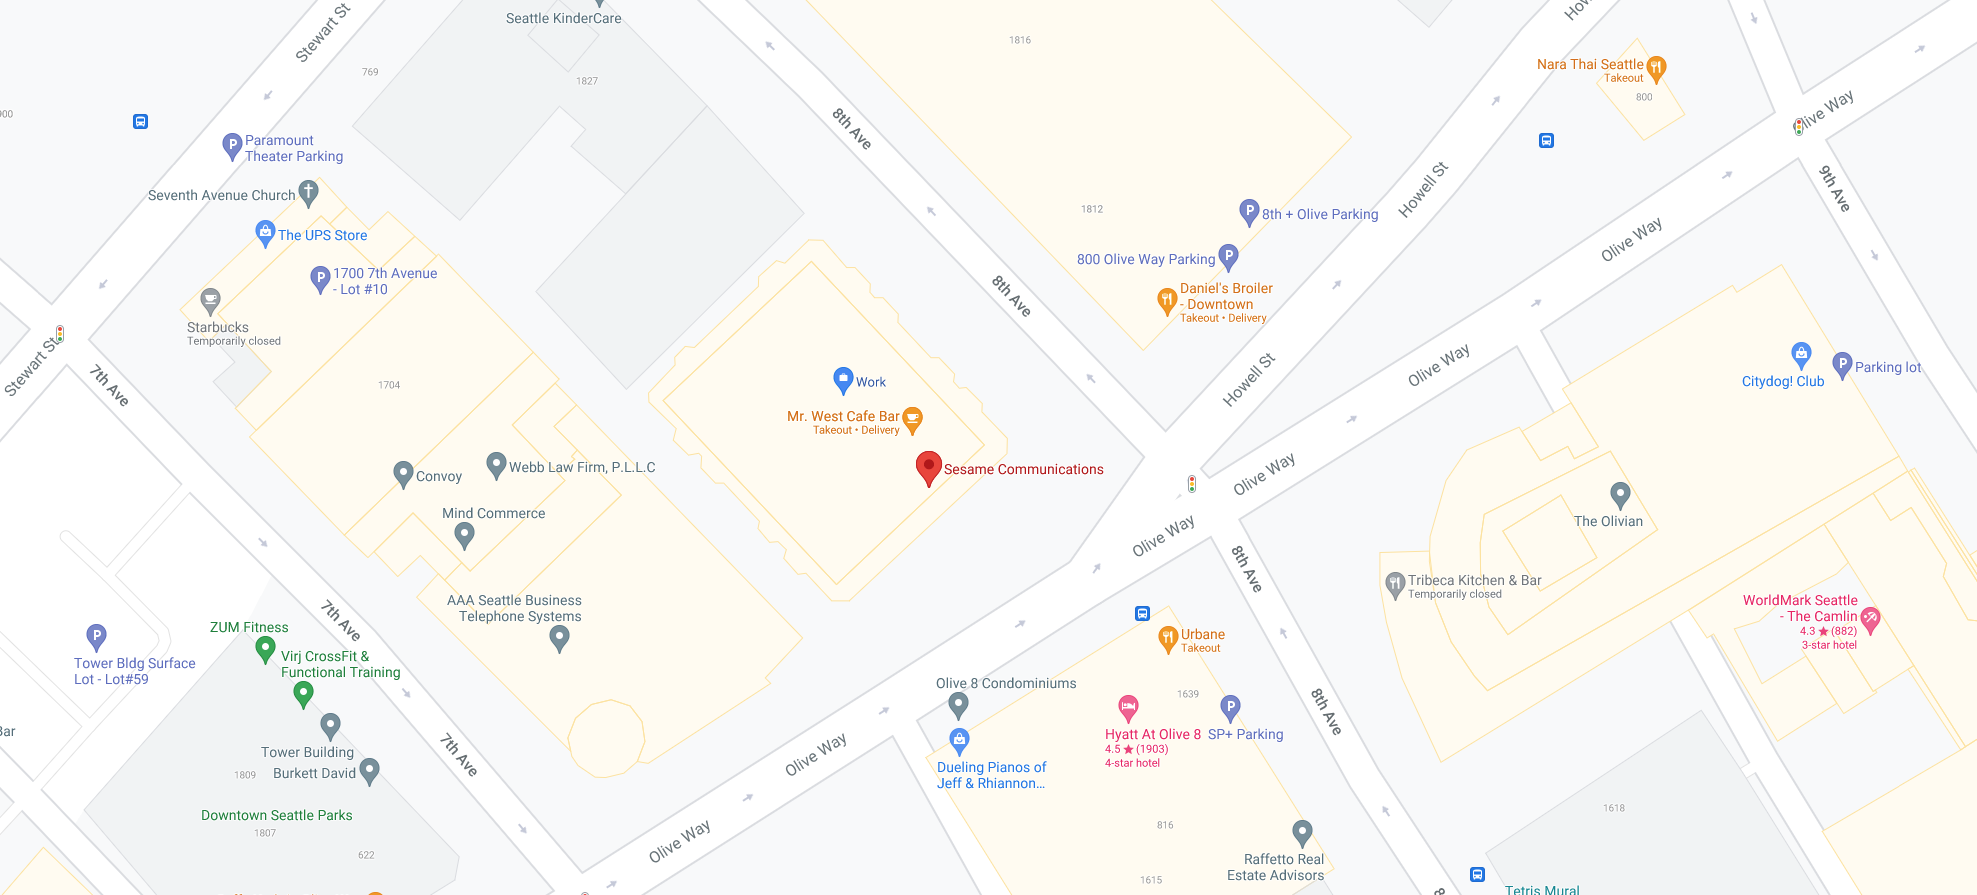 Stewart St
Seattle KinderCare
1816
Howell
769
1827
Nara Thai Seattle
Takeout
800
Olive Way
900
8th Ave
Paramount
Theater Parking
Seventh Avenue Church
The UPS Store
1700 7th Avenue
- Lot #10
1812
8th + Olive Parking
Howell St
9th Ave
800 Olive Way Parking
Olive Way
Daniel's Broiler
- Downtown
Takeout • Delivery
8th Ave
Starbucks
Temporarily closed
Stewart St
7th Ave
1704
Work
Mr. West Cafe Bar
Takeout • Delivery
Howell St
Olive Way
Citydog! Club
Parking lot
Convoy
Webb Law Firm, P.L.L.C
Sesame Communications
Olive Way
Mind Commerce
Olive Way
The Olivian
8th Ave
Tribeca Kitchen & Bar
Temporarily closed
AAA Seattle Business
Telephone Systems
7th Ave
WorldMark Seattle
- The Camlin
4.3 ★ (882)
3-star hotel
ZUM Fitness
Virj CrossFit &
Functional Training
Tower Bldg Surface
Lot - Lot#59
Urbane
Takeout
Olive 8 Condominiums
1639
8th Ave
Bar
Hyatt At Olive 8
4.5 ★ (1903)
4-star hotel
SP+ Parking
Tower Building
Burkett David
7th Ave
Olive Way
Dueling Pianos of
Jeff & Rhiannon...
1809
Downtown Seattle Parks
1807
622
Olive Way
816
1618
Raffetto Real
Estate Advisors
1615
Tetris Mural